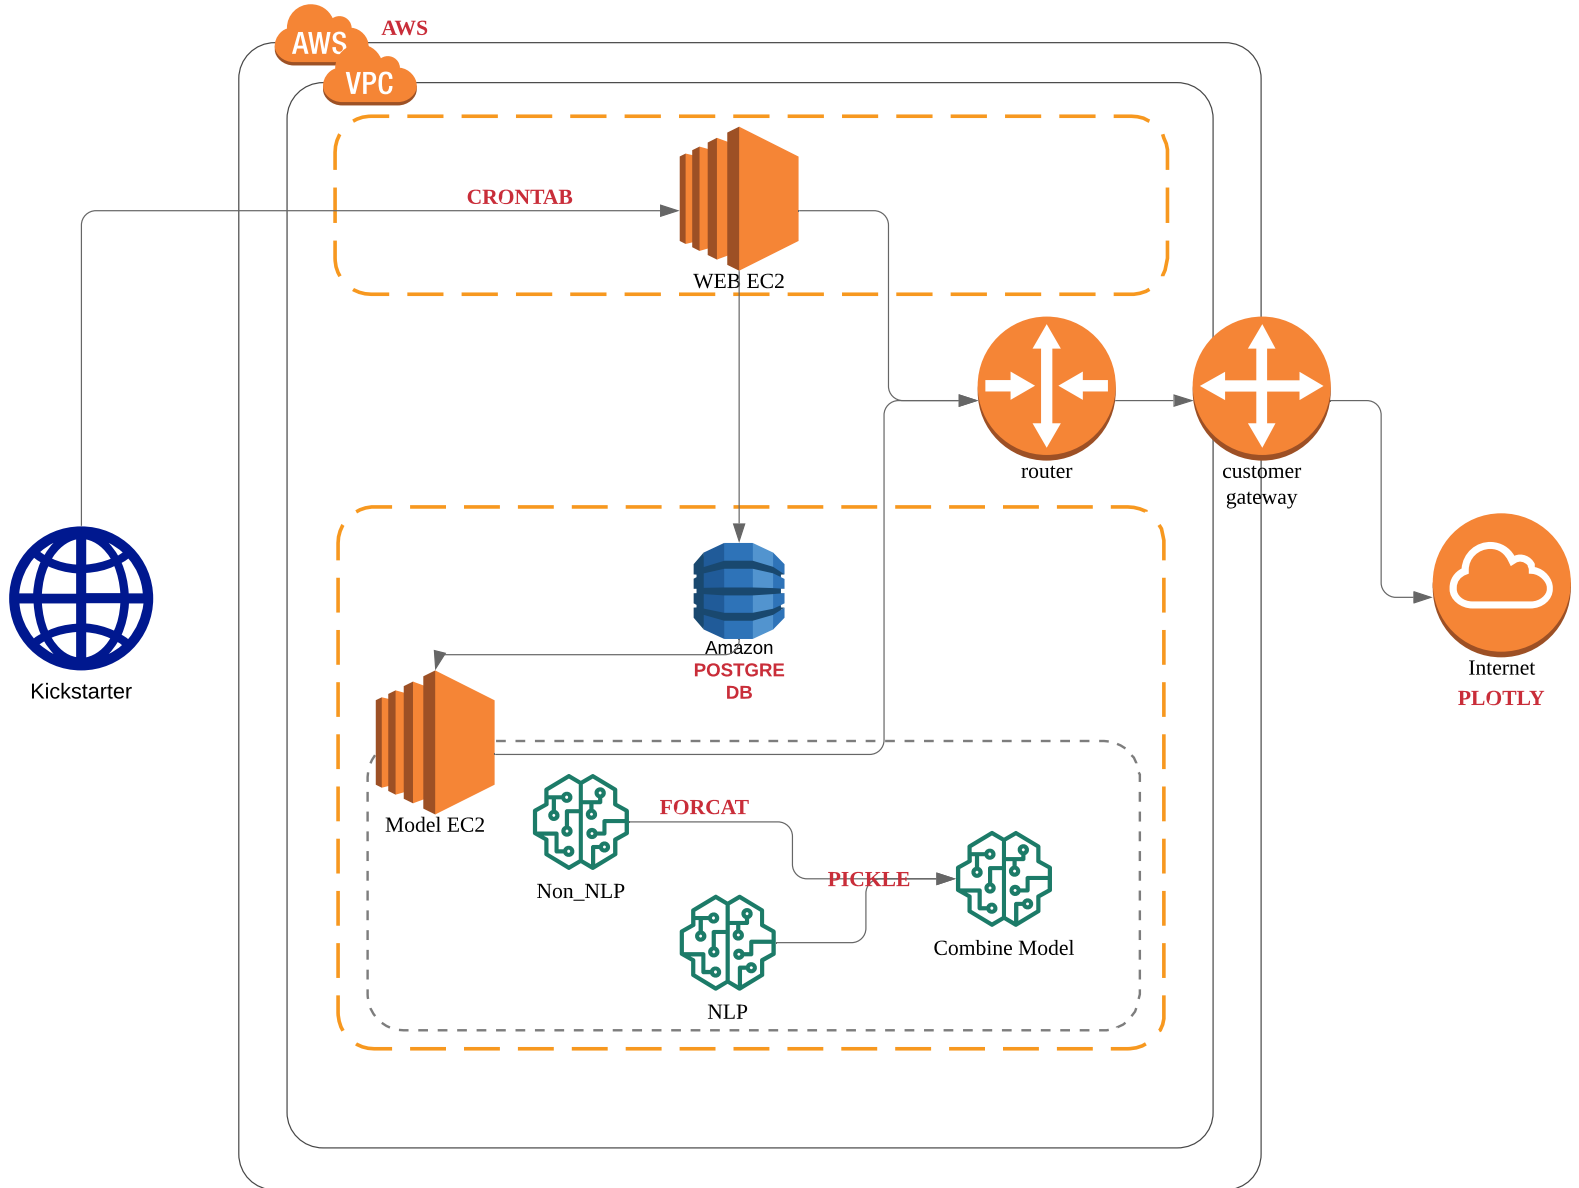 AWS
AWS
VPC
CRONTAB
WEB EC2
router
customer
gateway
Amazon
POSTGRE
DB
Kickstarter
Internet
PLOTLY
Model EC2
FORCAT
Non_NLP
PICKLE
Combine Model
NLP